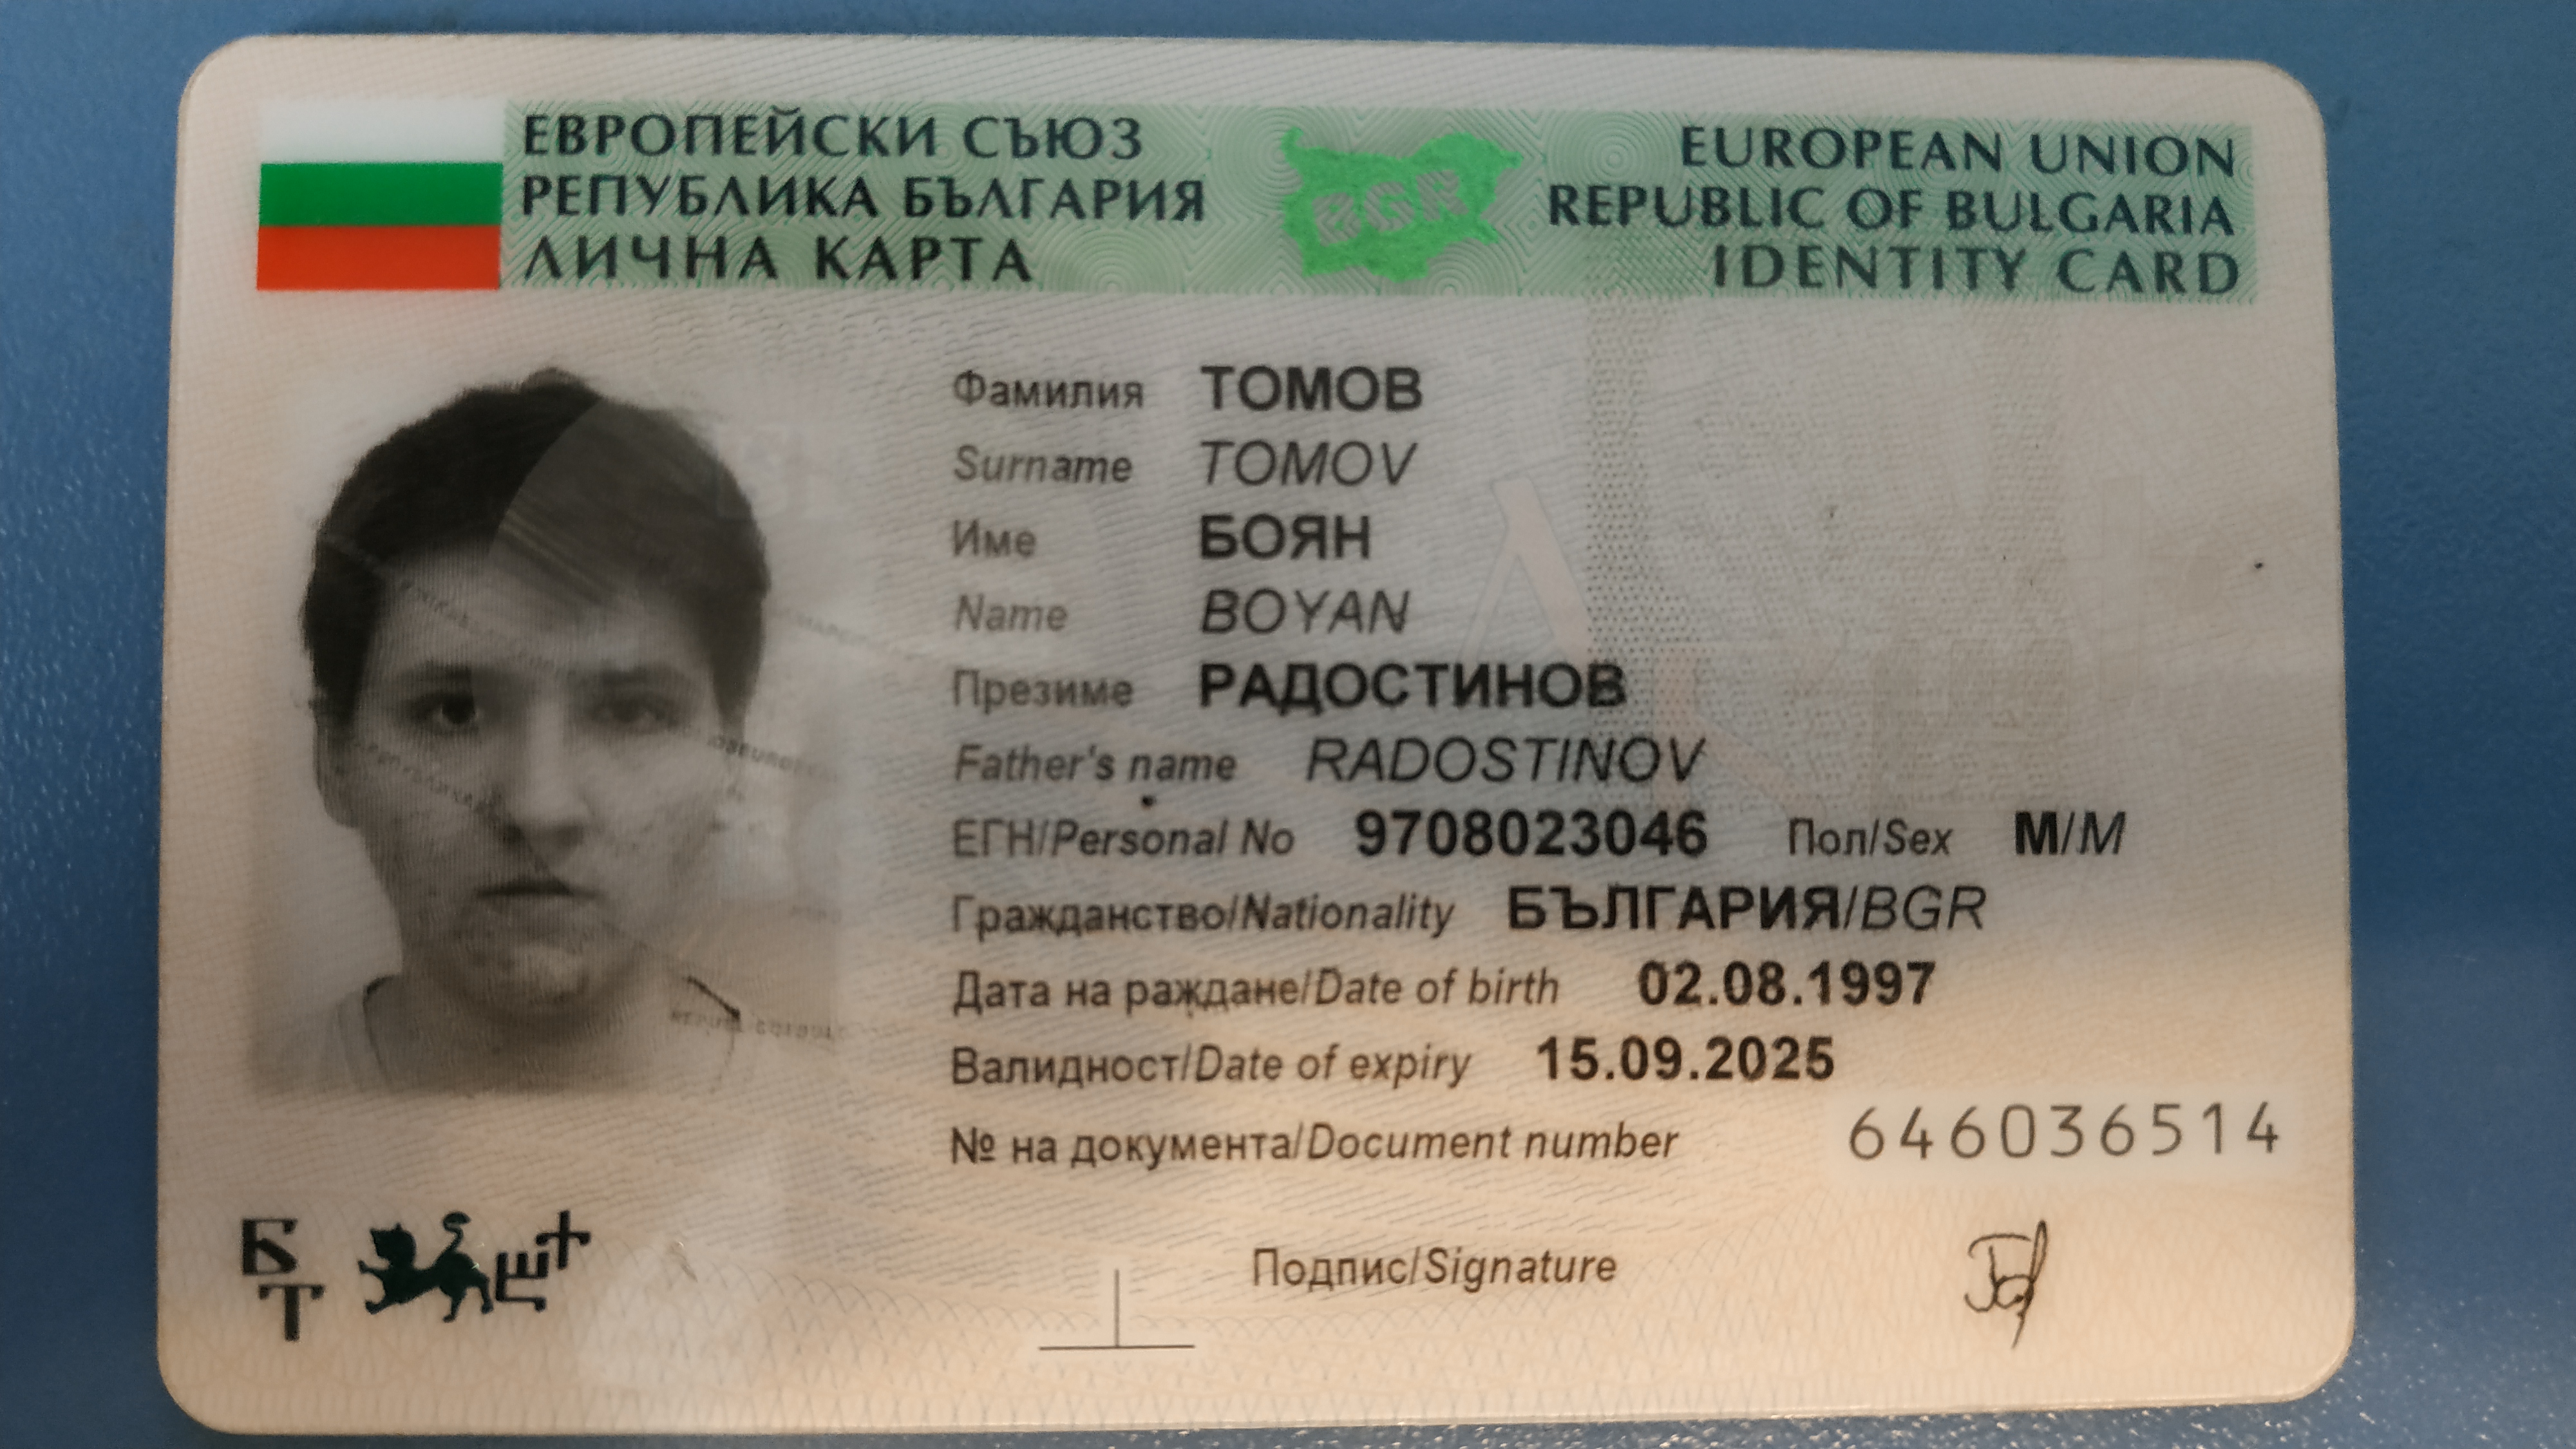 ЕВРОПЕЙСКИ СЪЮЗ
РЕПУБЛИКА БЪЛГАРИЯ
ЛИЧНА КАРТА
BGR
EUROPEAN UNION
REPUBLIC OF BULGARIA
IDENTITY CARD
Фамилия ТОМОВ
Surname TOMOV
Име БОЯН
Name BOYAN
Презиме РАДОСТИНОВ
Father's name RADOSTINOV
ЕГН/Personal No 9708023046 Пол/Sex М/M
Гражданство/Nationality БЪЛГАРИЯ/BGR
Дата на раждане/Date of birth 02.08.1997
Валидност/Date of expiry 15.09.2025
№ на документа/Document number 646036514
Подпис/Signature
Б
Т